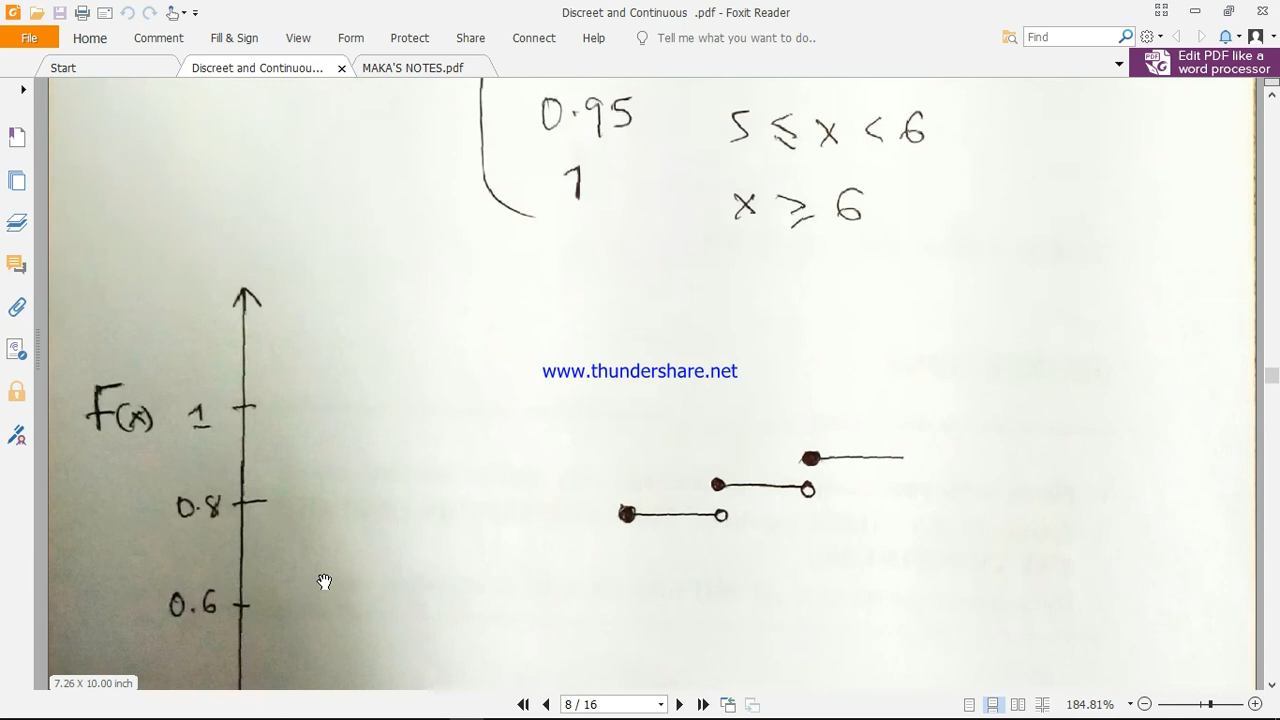 Discreet and Continuous .pdf - Foxit Reader
File Home Comment Fill & Sign View Form Protect Share Connect Help Tell me what you want to do.. Find
Start Discreet and Continuou... MAKA'S NOTES.pdf Edit PDF like a
word processor
0.95 5 ≤ x < 6
1 x ≥ 6
www.thundershare.net
F(x) 1
0.8
0.6
7.26 X 10.00 inch
8 / 16 184.81%